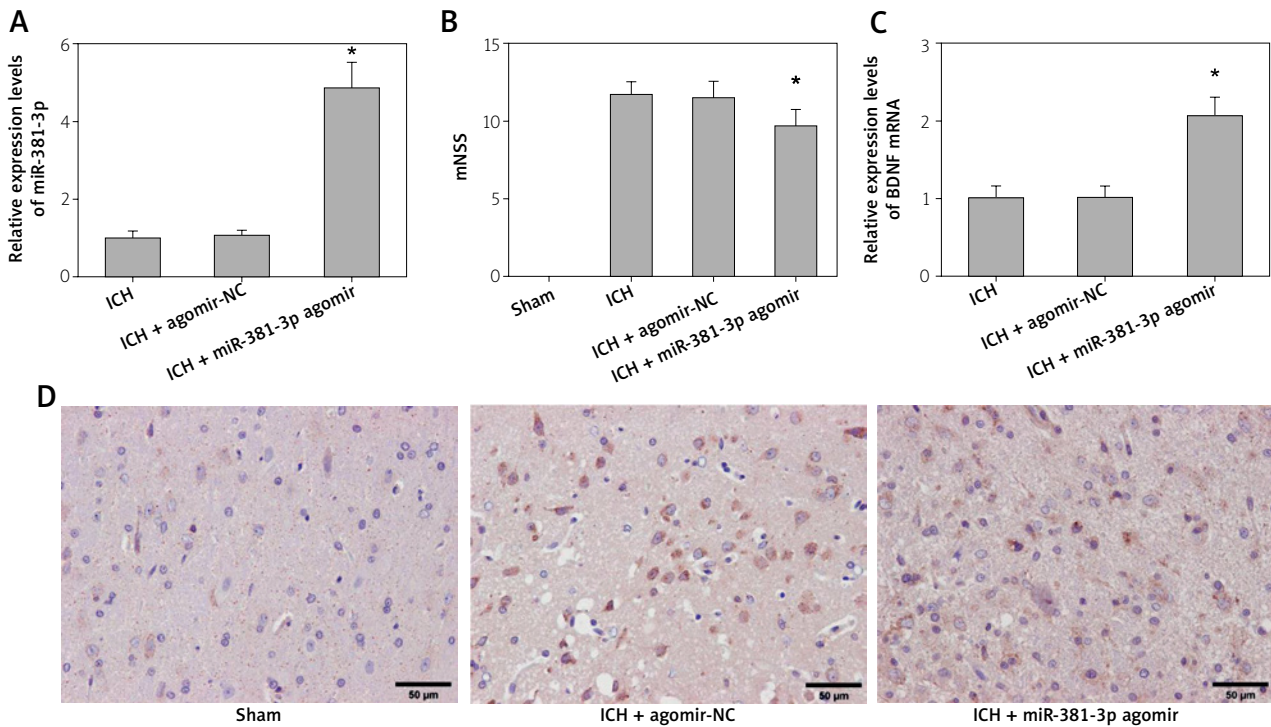 A
Relative expression levels
of miR-381-3p
6
4
2
0
*
ICH
ICH + agomir-NC
ICH + miR-381-3p agomir
B
mNSS
15
10
5
0
*
Sham
ICH
ICH + agomir-NC
ICH + miR-381-3p agomir
C
Relative expression levels
of BDNF mRNA
3
2
1
0
*
ICH
ICH + agomir-NC
ICH + miR-381-3p agomir
D
50 µm
Sham
50 µm
ICH + agomir-NC
50 µm
ICH + miR-381-3p agomir